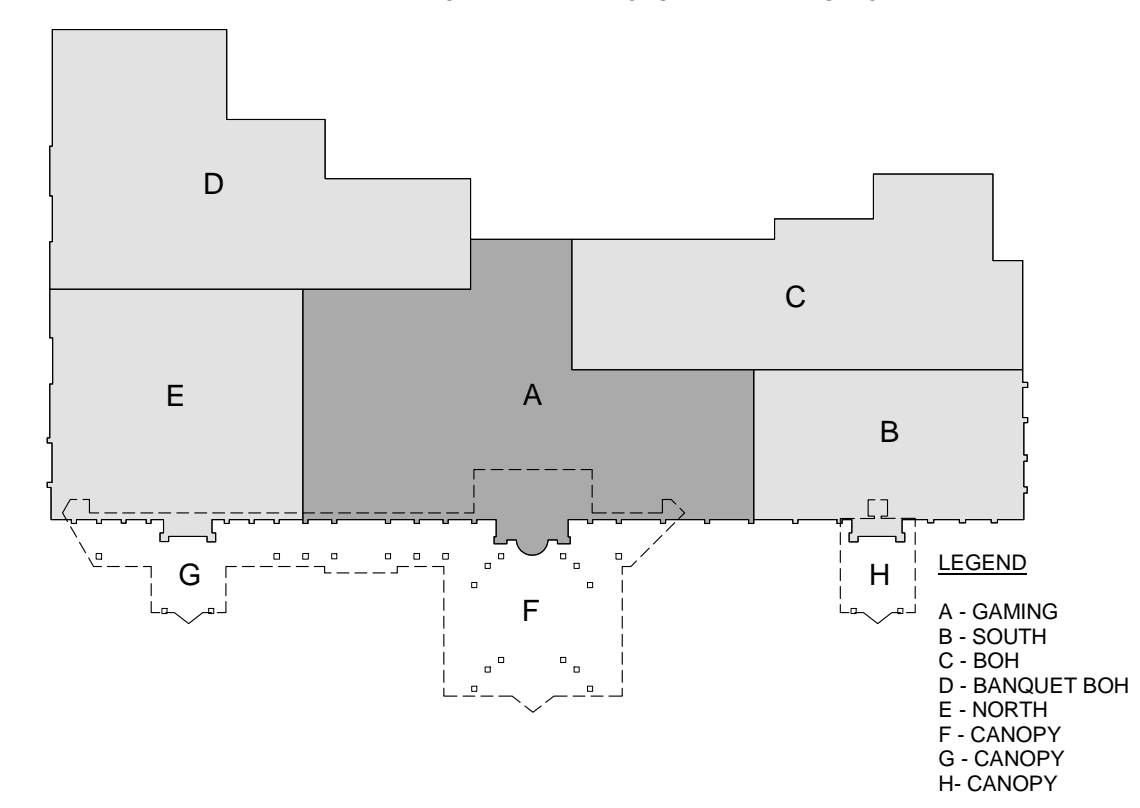 D
C
E
A
B
G
H
F
LEGEND
A - GAMING
B - SOUTH
C - BOH
D - BANQUET BOH
E - NORTH
F - CANOPY
G - CANOPY
H- CANOPY